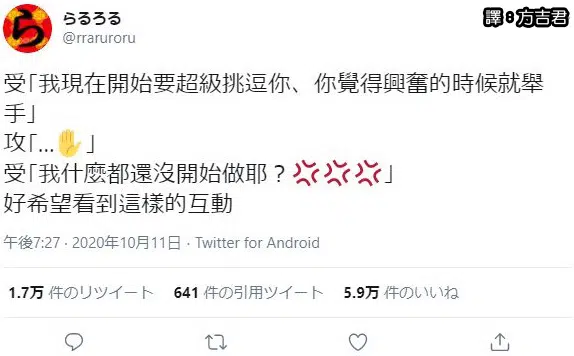 らるろる
@rraruroru
譯:方吉君
受「我現在開始要超級挑逗你、你覺得興奮的時候就舉
手」
攻「...✋」
受「我什麼都還沒開始做耶？💢💢💢」
好希望看到這樣的互動
午後7:27 · 2020年10月11日 · Twitter for Android
1.7万 件のリツイート 641 件の引用ツイート 5.9万 件のいいね